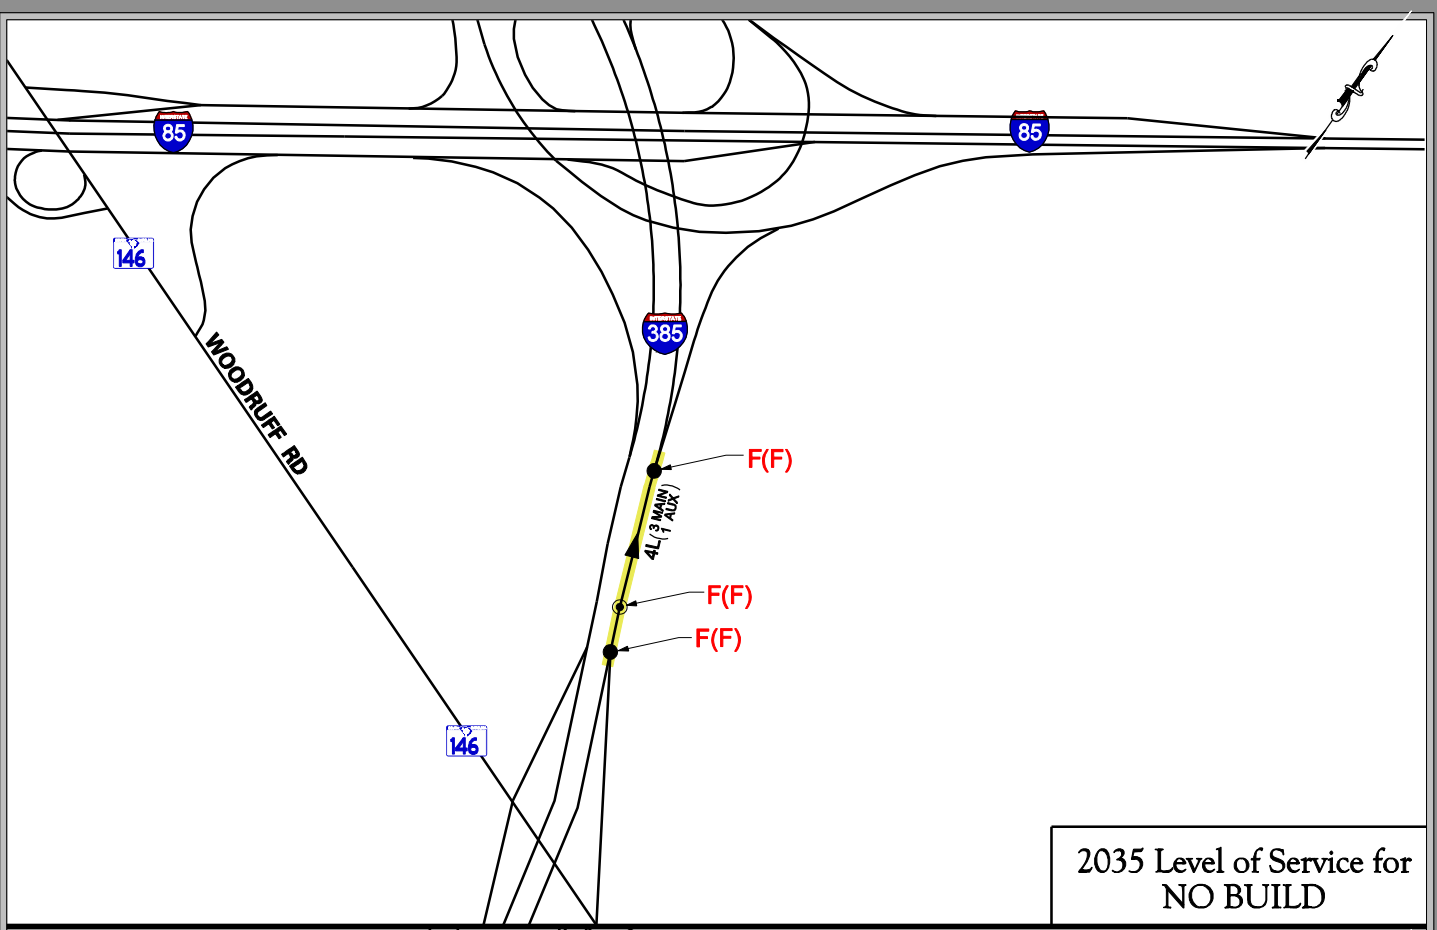 85
85
146
385
WOODRUFF RD
F(F)
4L(3 MAIN
1 AUX)
F(F)
F(F)
146
2035 Level of Service for
NO BUILD